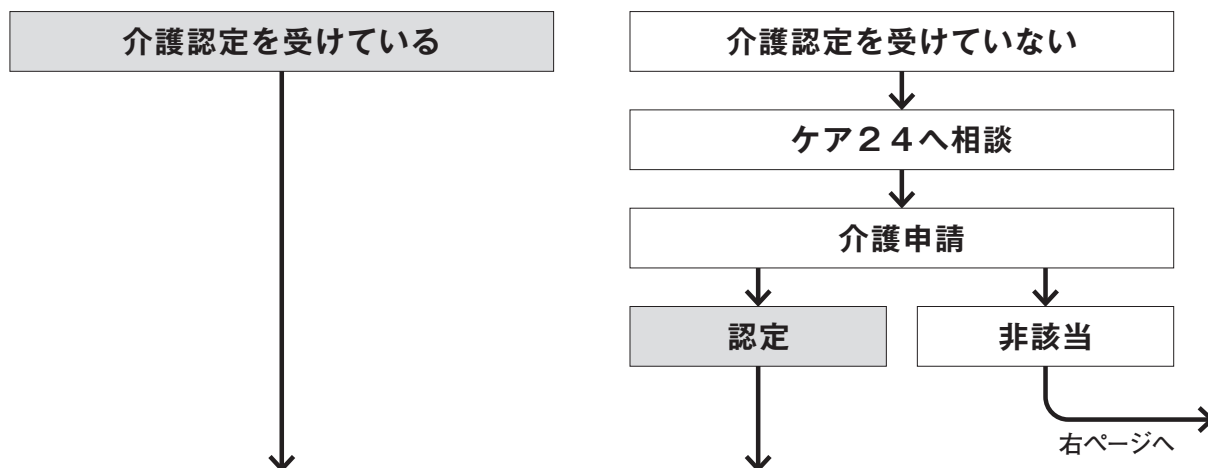 介護認定を受けている
介護認定を受けていない
ケア２４へ相談
介護申請
認定
非該当
右ページへ